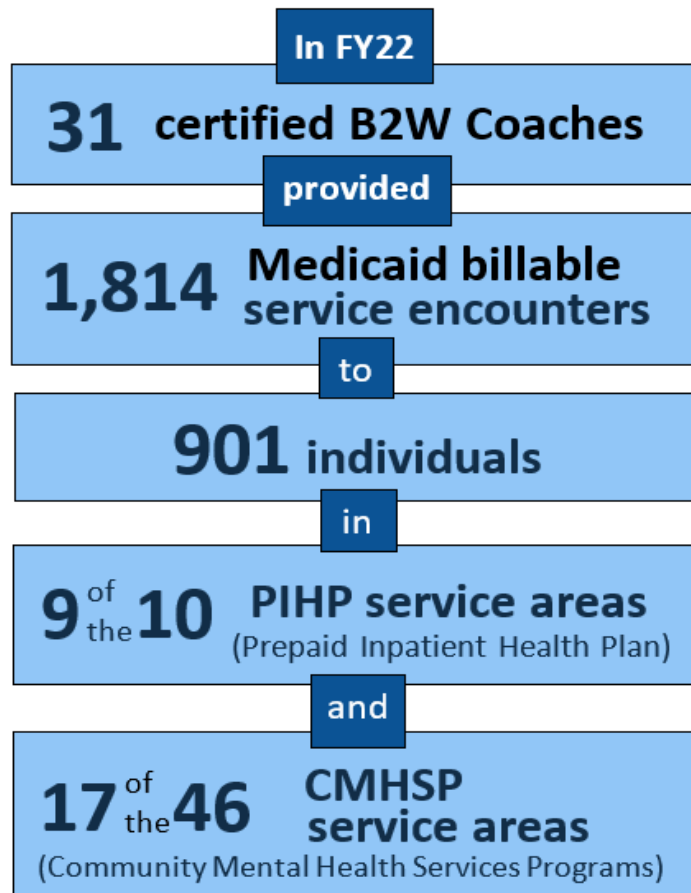 In FY22
31 certified B2W Coaches
provided
1,814 Medicaid billable
service encounters
to
901 individuals
in
9 of the 10 PIHP service areas
(Prepaid Inpatient Health Plan)
and
17 of the 46 CMHSP
service areas
(Community Mental Health Services Programs)